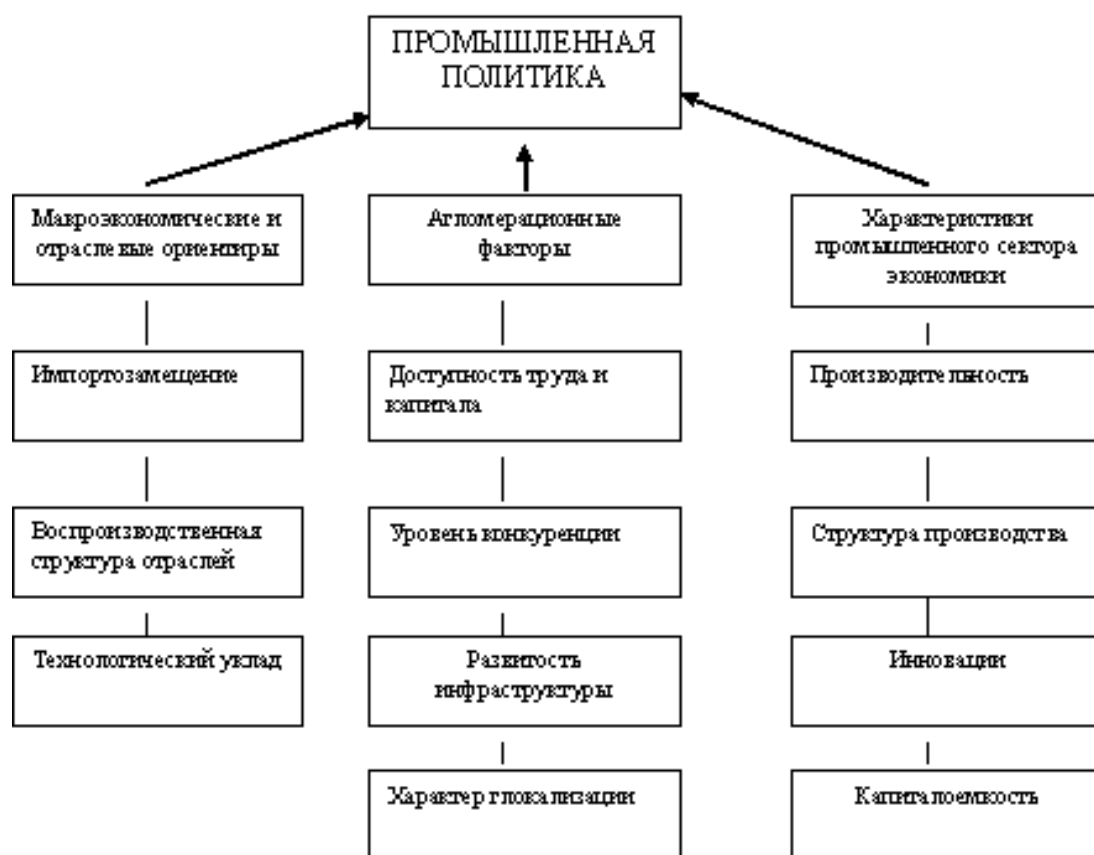 ПРОМЫШЛЕННАЯ
ПОЛИТИКА
Макроэкономические и
отраслевые ориентиры
Агломерационные
факторы
Характеристики
промышленного сектора
экономики
Импортозамещение
Доступность труда и
капитала
Производительность
Воспроизводственная
структура отраслей
Уровень конкуренции
Структура производства
Технологический уклад
Развитость
инфраструктуры
Инновации
Характер глокализации
Капиталоемкость